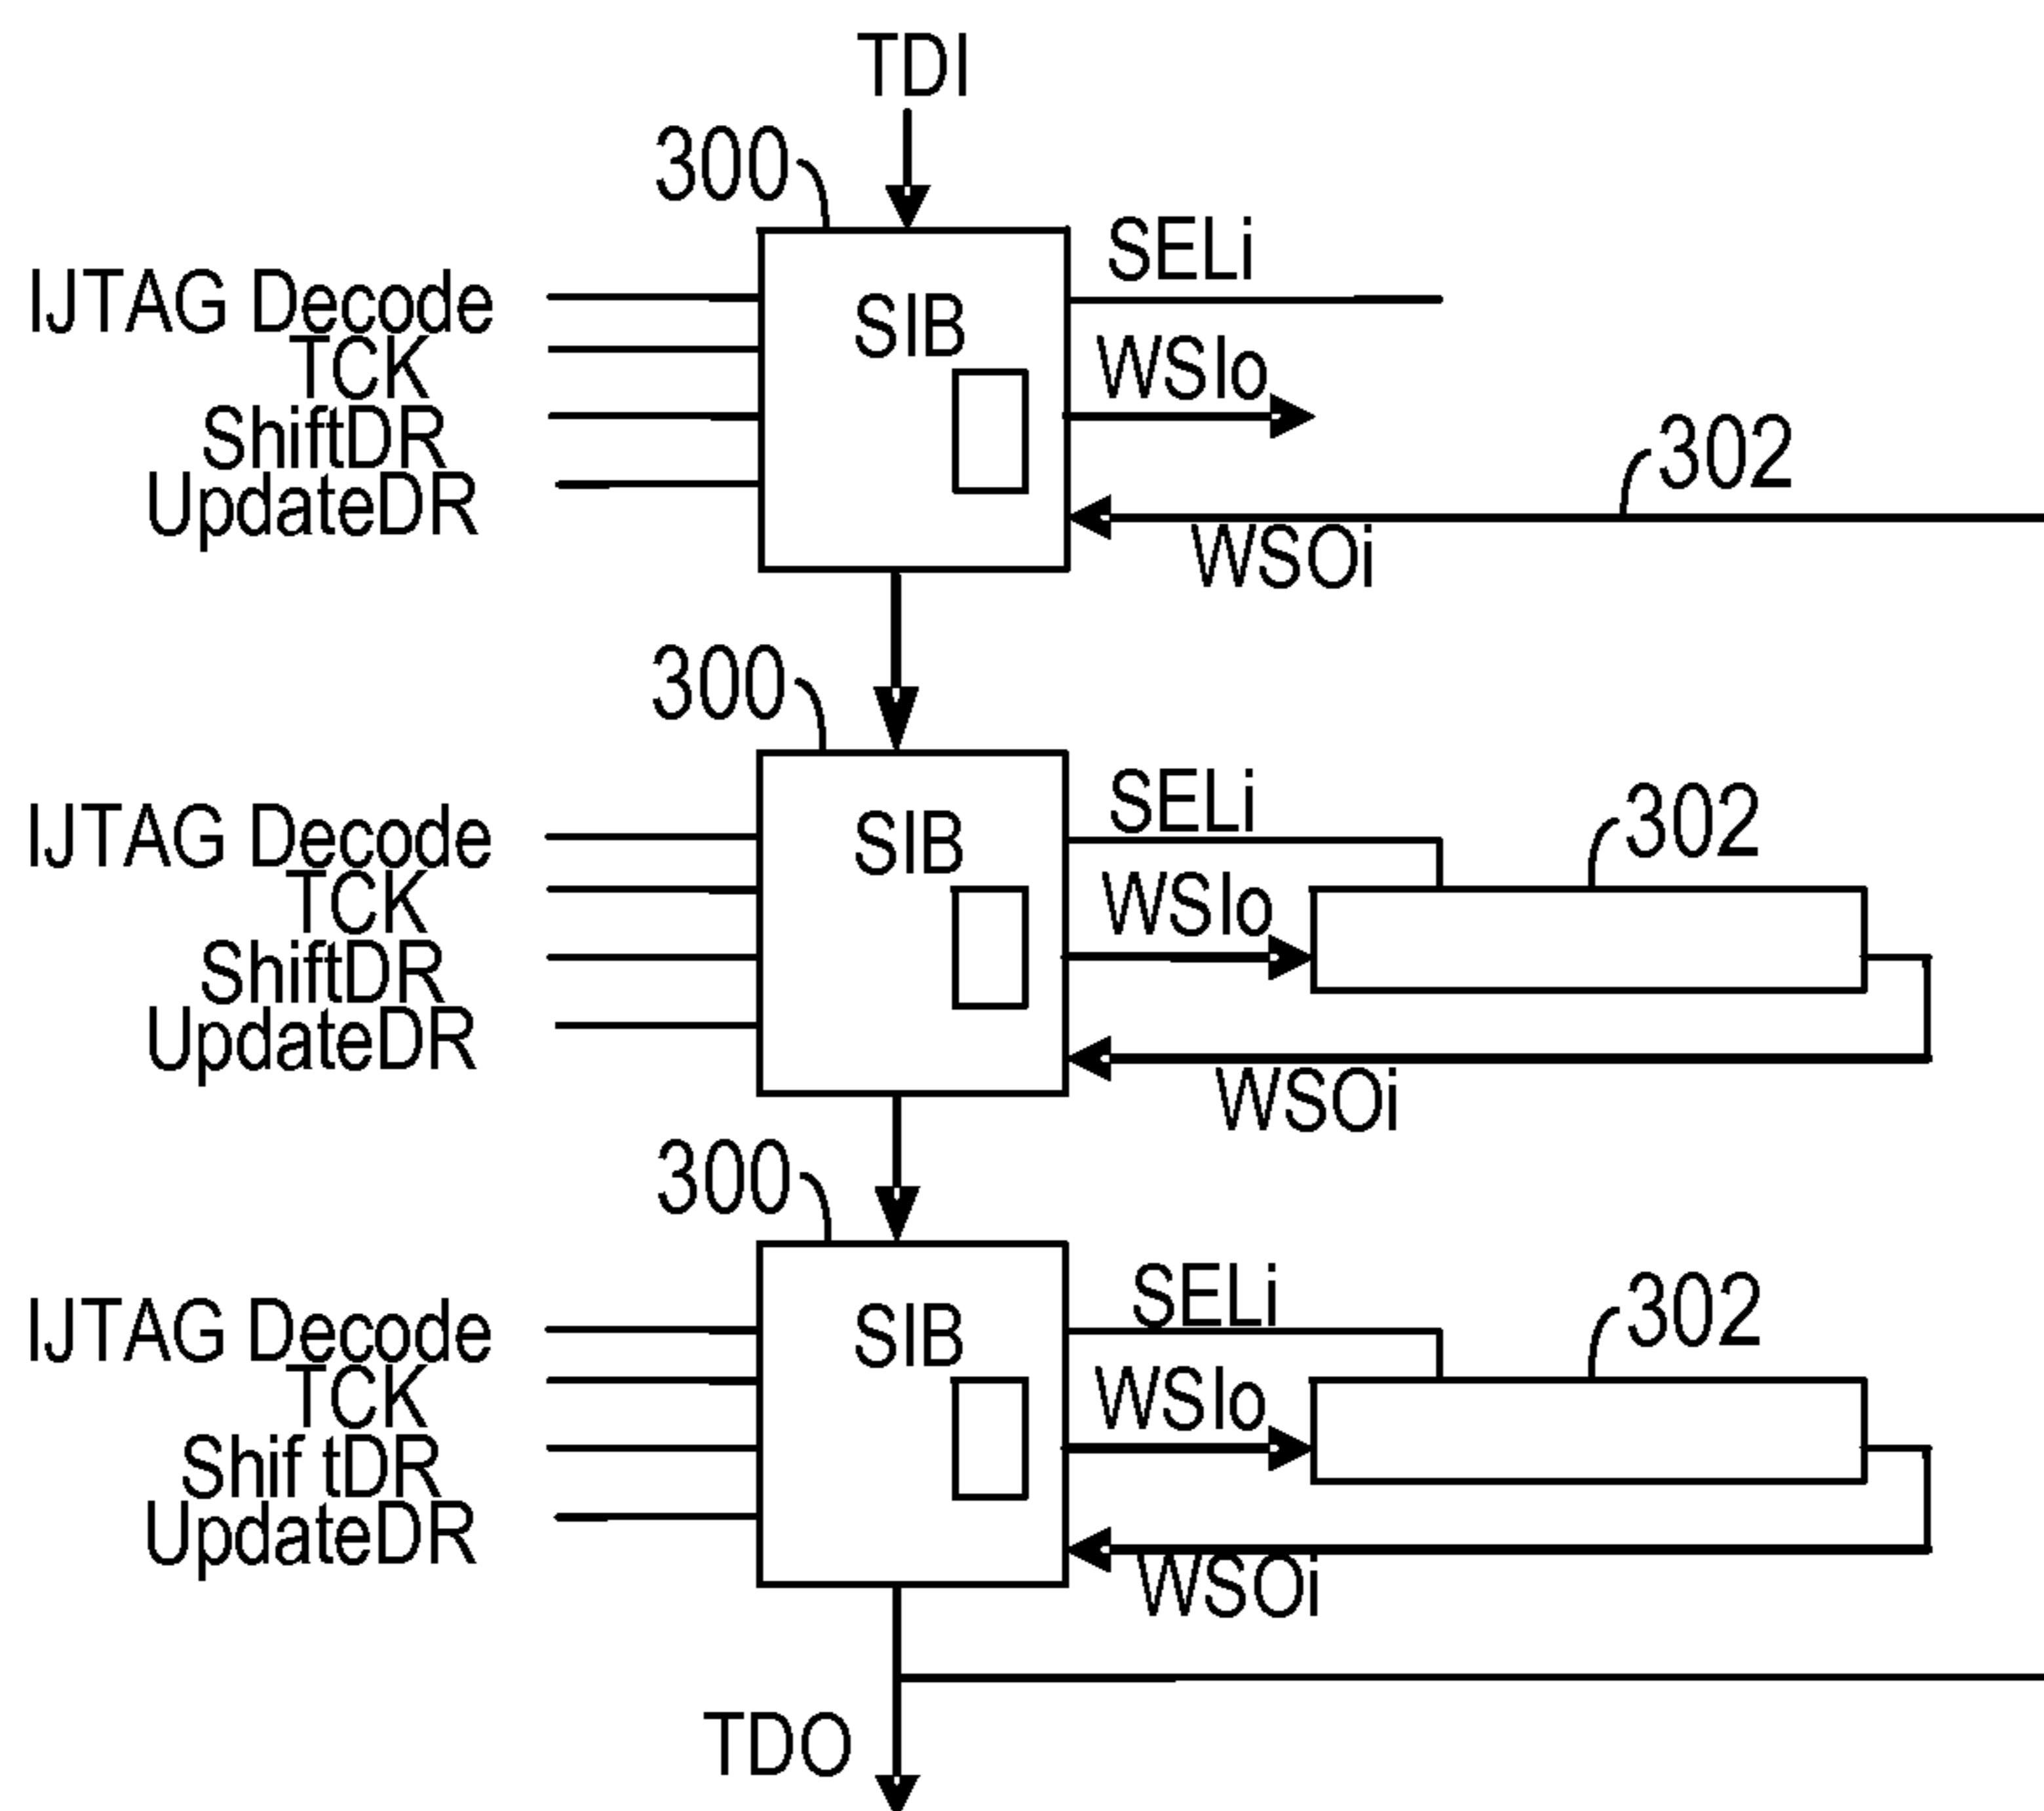 TDI
300
IJTAG Decode
TCK
ShiftDR
UpdateDR
SIB
SELi
WSIo
302
WSOi
300
IJTAG Decode
TCK
ShiftDR
UpdateDR
SIB
SELi
WSIo
302
WSOi
300
IJTAG Decode
TCK
Shif tDR
UpdateDR
SIB
SELi
WSIo
302
WSOi
TDO